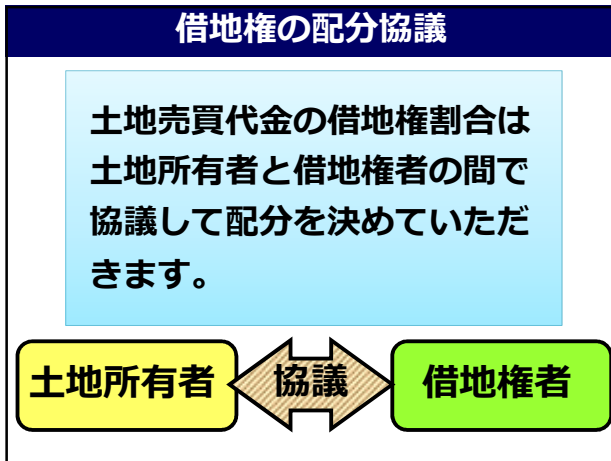 借地権の配分協議
土地売買代金の借地権割合は
土地所有者と借地権者の間で
協議して配分を決めていただ
きます。
土地所有者
協議
借地権者